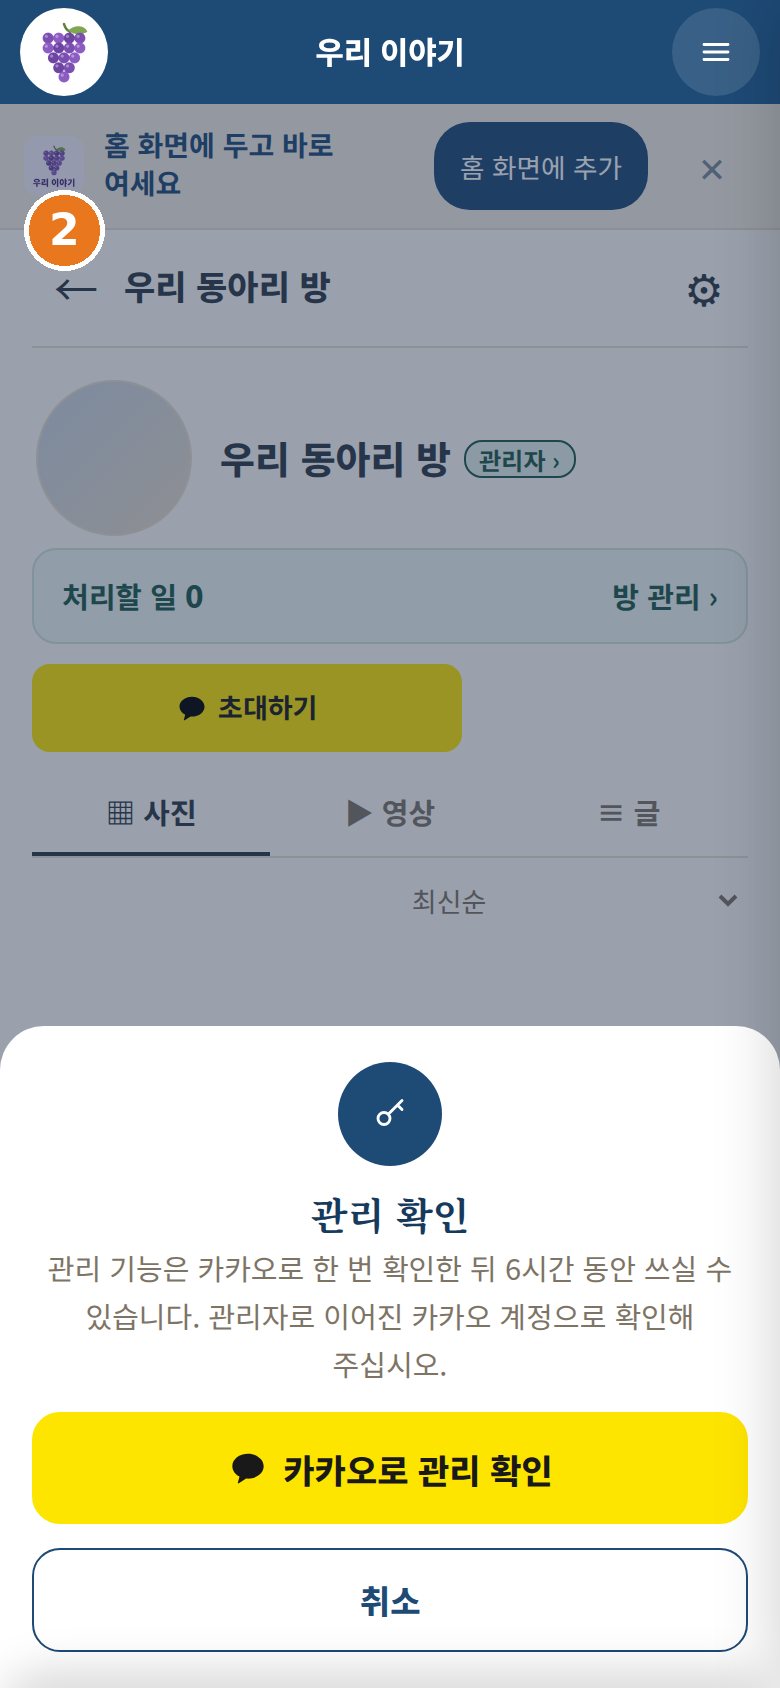 우리 이야기
홈 화면에 두고 바로
여세요
우리 이야기
홈 화면에 추가
2
우리 동아리 방
우리 동아리 방
관리자 ›
처리할 일 0
방 관리 ›
초대하기
사진
영상
글
최신순
관리 확인
관리 기능은 카카오로 한 번 확인한 뒤 6시간 동안 쓰실 수
있습니다. 관리자로 이어진 카카오 계정으로 확인해
주십시오.
카카오로 관리 확인
취소